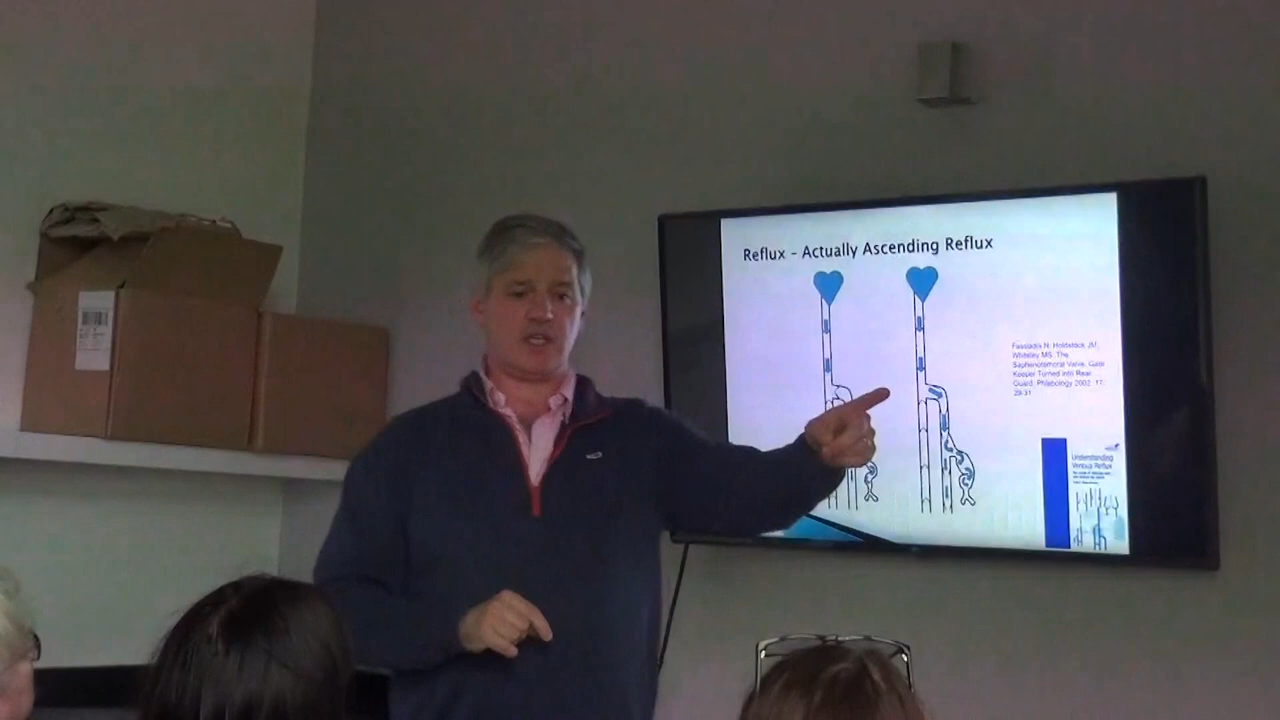 Reflux - Actually Ascending Reflux
Fassiadis N, Holdstock JM,
Whiteley MS. The
Saphenofemoral Valve. Gate
Keeper Turned into Rear
Guard. Phlebology 2002; 17:
29-31
Understanding
Venous Reflux